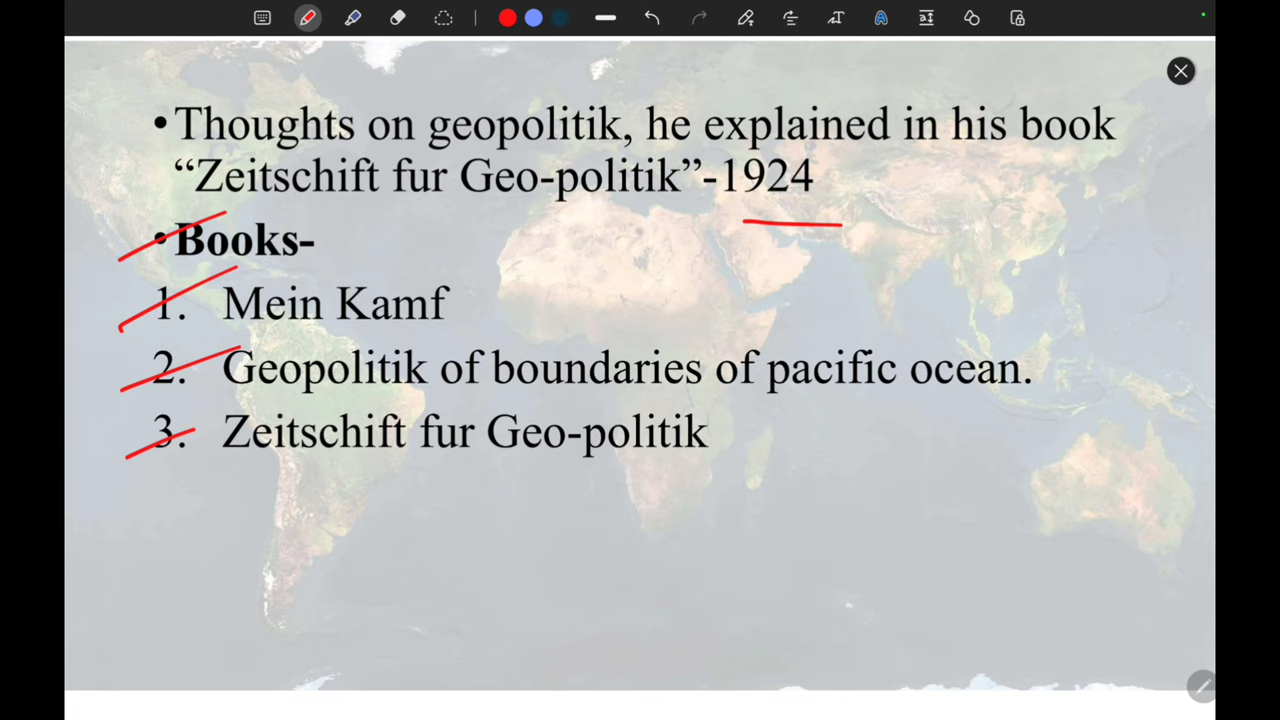 •Thoughts on geopolitik, he explained in his book
“Zeitschift fur Geo-politik”-1924
•Books-
1. Mein Kamf
2. Geopolitik of boundaries of pacific ocean.
3. Zeitschift fur Geo-politik